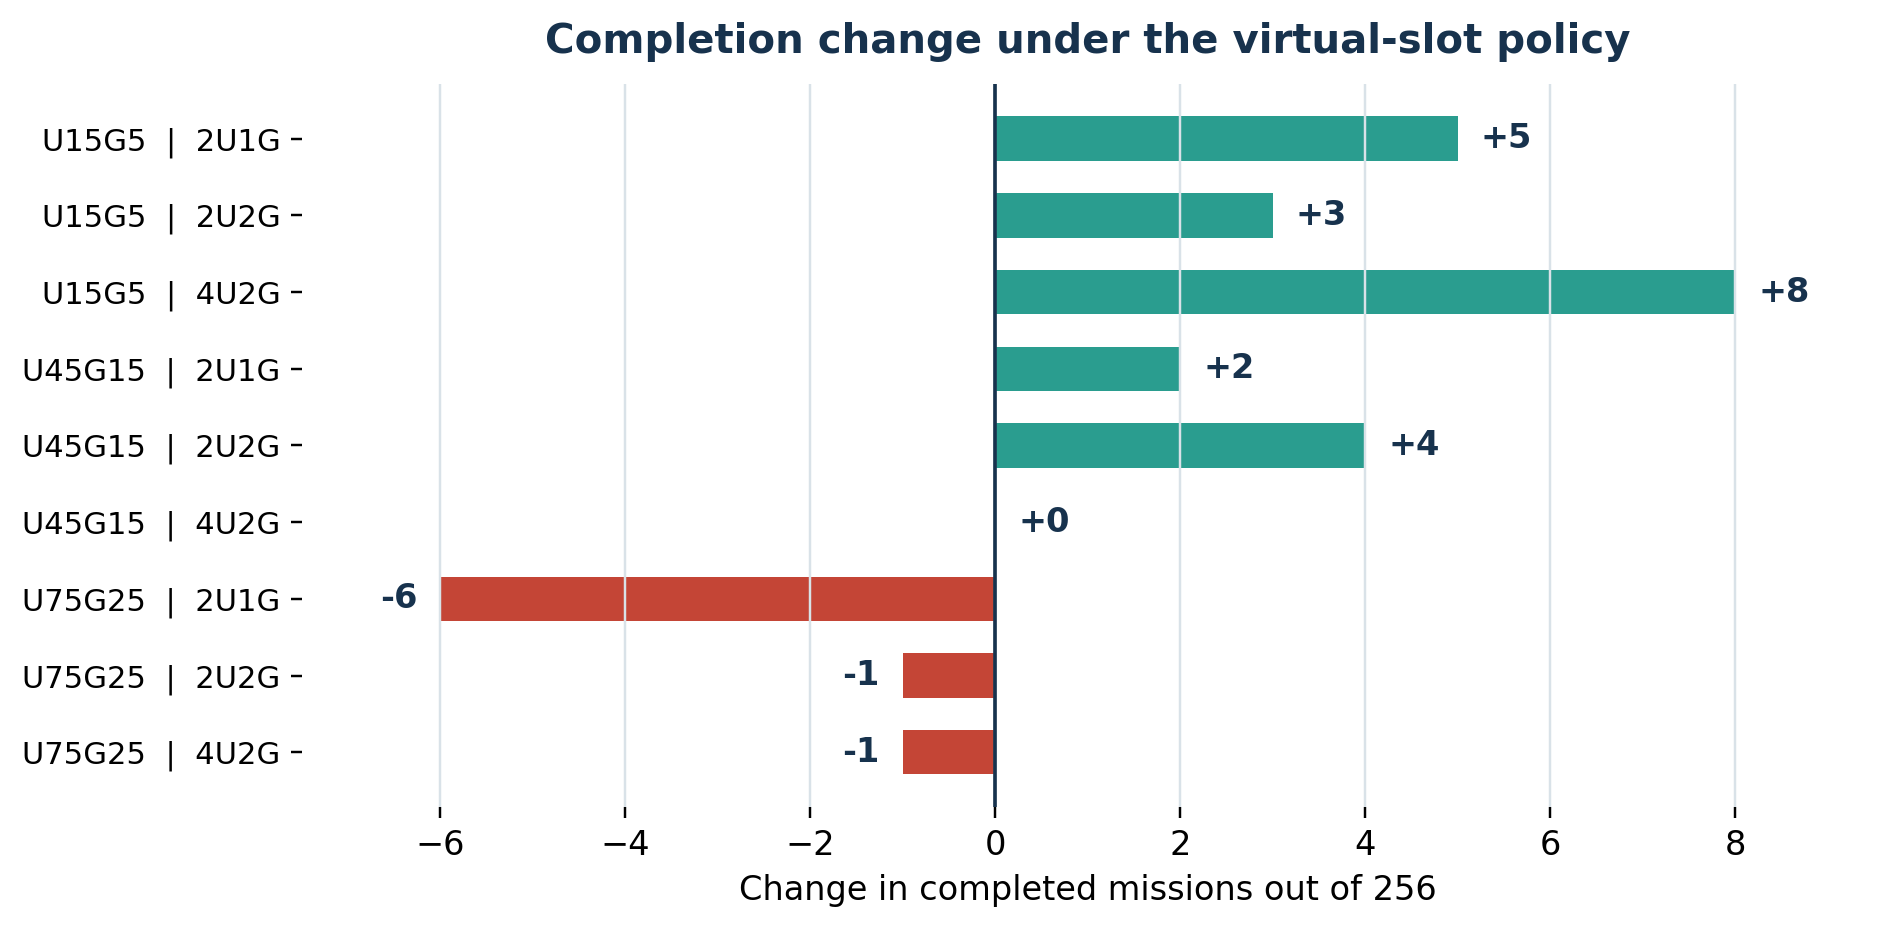 Completion change under the virtual-slot policy
U15G5 | 2U1G
+5
U15G5 | 2U2G
+3
U15G5 | 4U2G
+8
U45G15 | 2U1G
+2
U45G15 | 2U2G
+4
U45G15 | 4U2G
+0
U75G25 | 2U1G
-6
U75G25 | 2U2G
-1
U75G25 | 4U2G
-1
−6 −4 −2 0 2 4 6 8
Change in completed missions out of 256